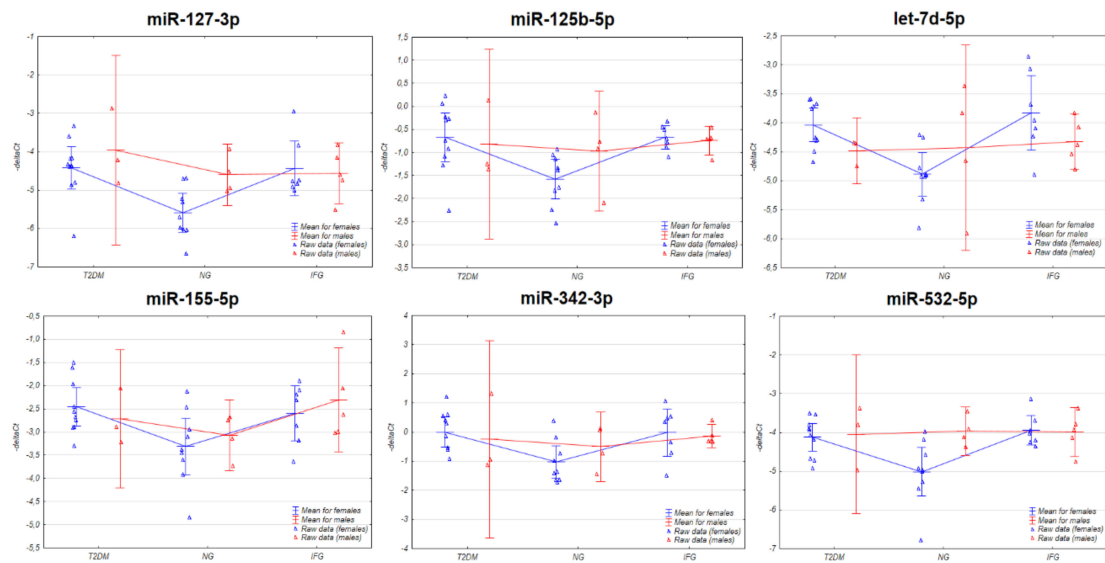 miR-127-3p
-1
-2
-3
-4
-5
-6
-7
-deltaCt
T2DM
NG
IFG
Mean for females
Mean for males
Raw data (females)
Raw data (males)
miR-125b-5p
1,5
1,0
0,5
0,0
-0,5
-1,0
-1,5
-2,0
-2,5
-3,0
-3,5
-deltaCt
T2DM
NG
IFG
Mean for females
Mean for males
Raw data (females)
Raw data (males)
let-7d-5p
-2,5
-3,0
-3,5
-4,0
-4,5
-5,0
-5,5
-6,0
-6,5
-deltaCt
T2DM
NG
IFG
Mean for females
Mean for males
Raw data (females)
Raw data (males)
miR-155-5p
-0,5
-1,0
-1,5
-2,0
-2,5
-3,0
-3,5
-4,0
-4,5
-5,0
-5,5
-deltaCt
T2DM
NG
IFG
Mean for females
Mean for males
Raw data (females)
Raw data (males)
miR-342-3p
4
3
2
1
0
-1
-2
-3
-4
-deltaCt
T2DM
NG
IFG
Mean for females
Mean for males
Raw data (females)
Raw data (males)
miR-532-5p
-1
-2
-3
-4
-5
-6
-7
-deltaCt
T2DM
NG
IFG
Mean for females
Mean for males
Raw data (females)
Raw data (males)